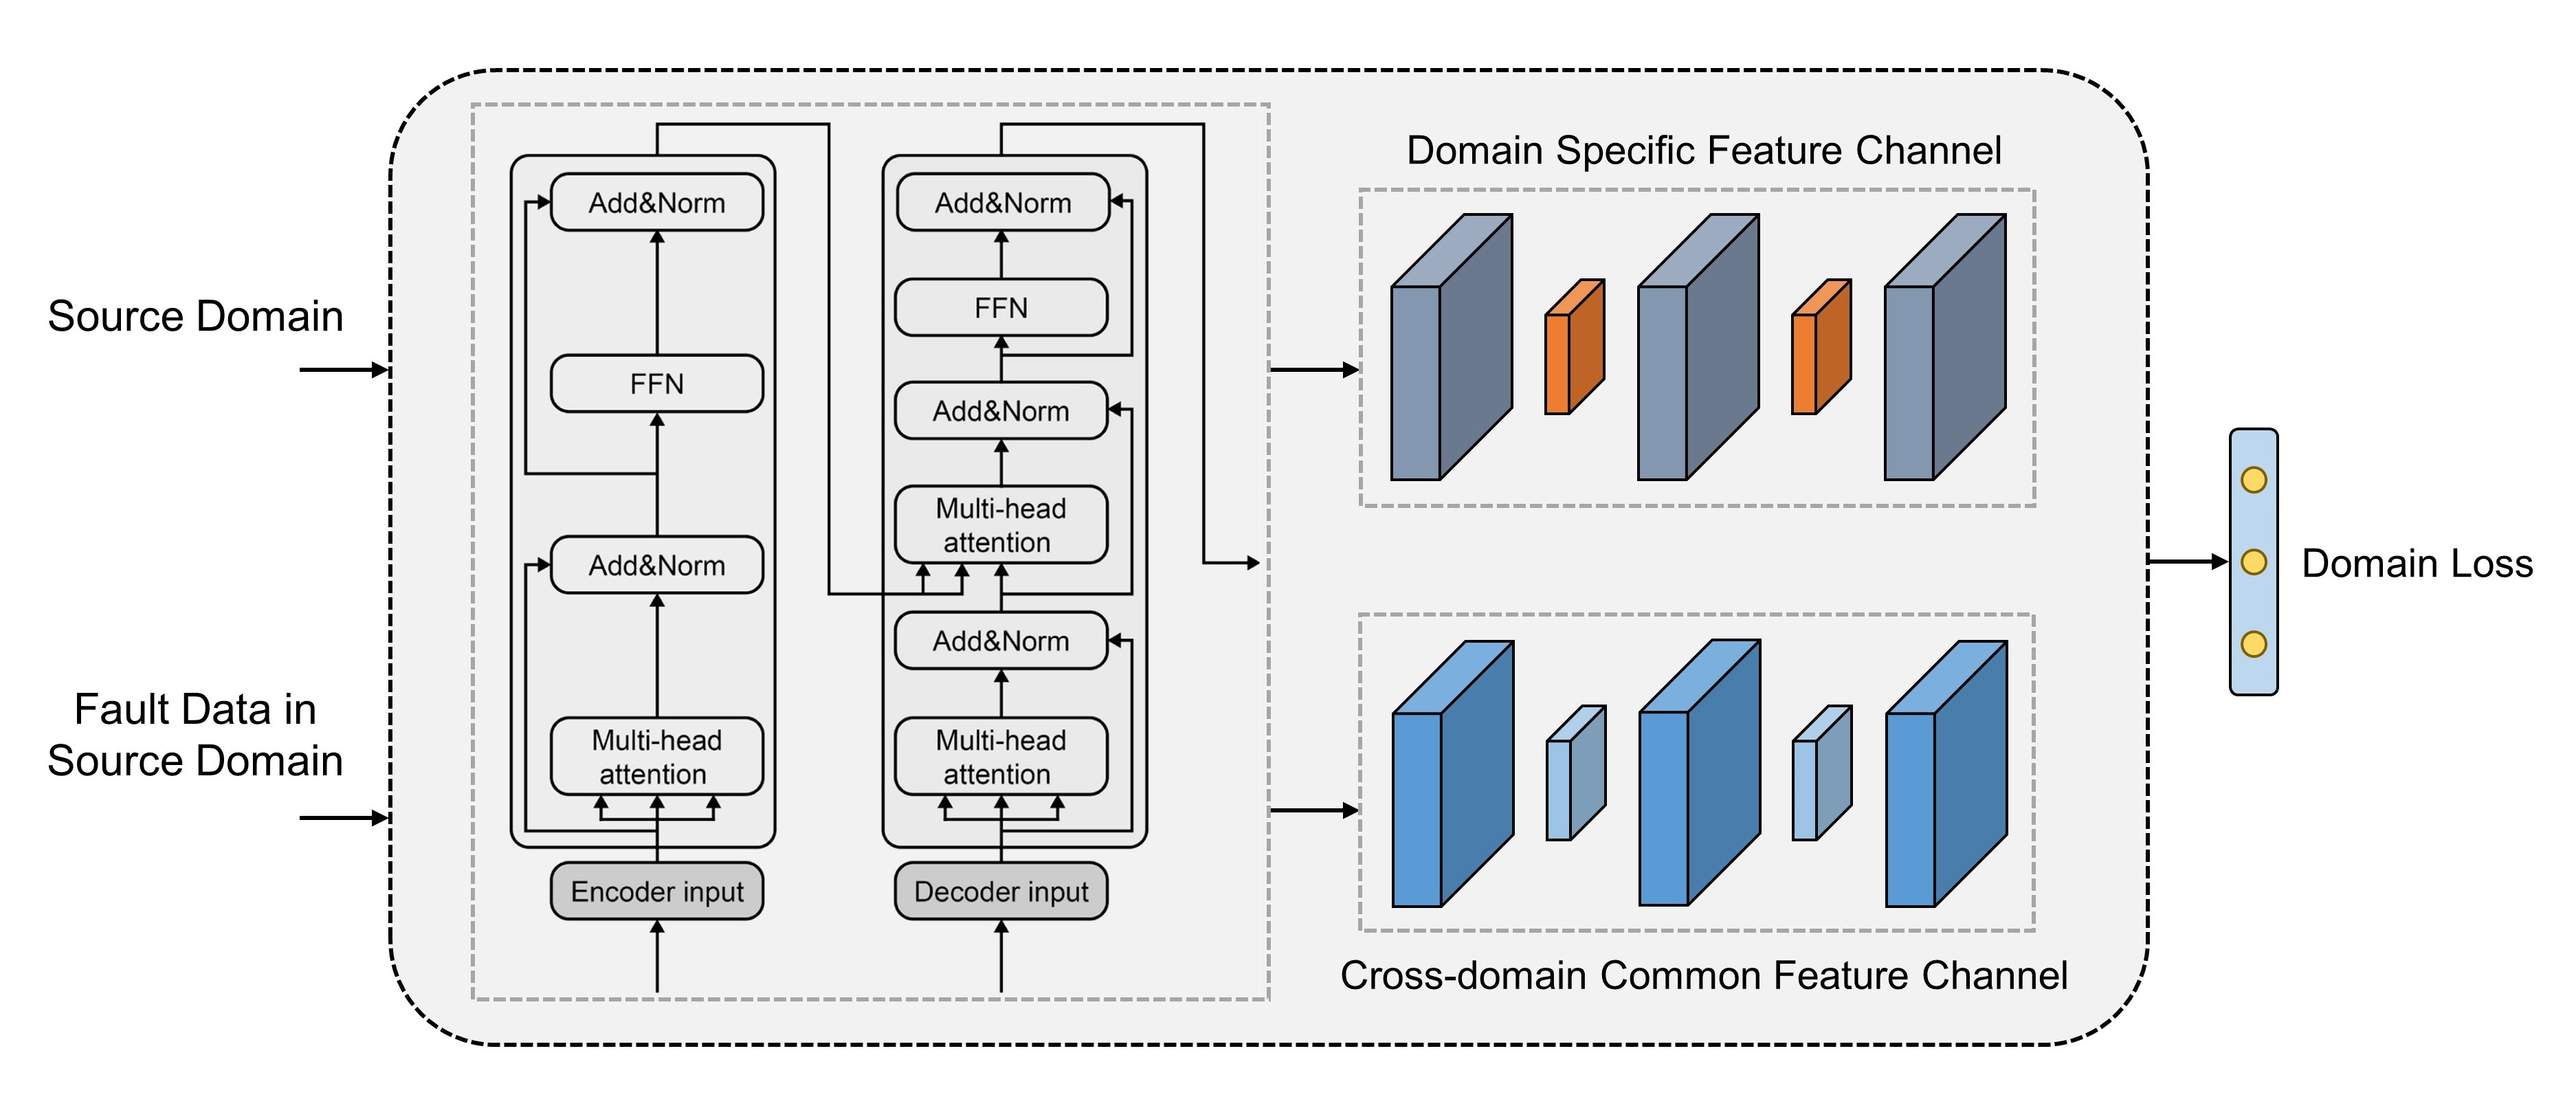 Source Domain
Fault Data in
Source Domain
Add&Norm
FFN
Add&Norm
Multi-head
attention
Encoder input
Add&Norm
FFN
Add&Norm
Multi-head
attention
Add&Norm
Multi-head
attention
Decoder input
Domain Specific Feature Channel
Cross-domain Common Feature Channel
Domain Loss